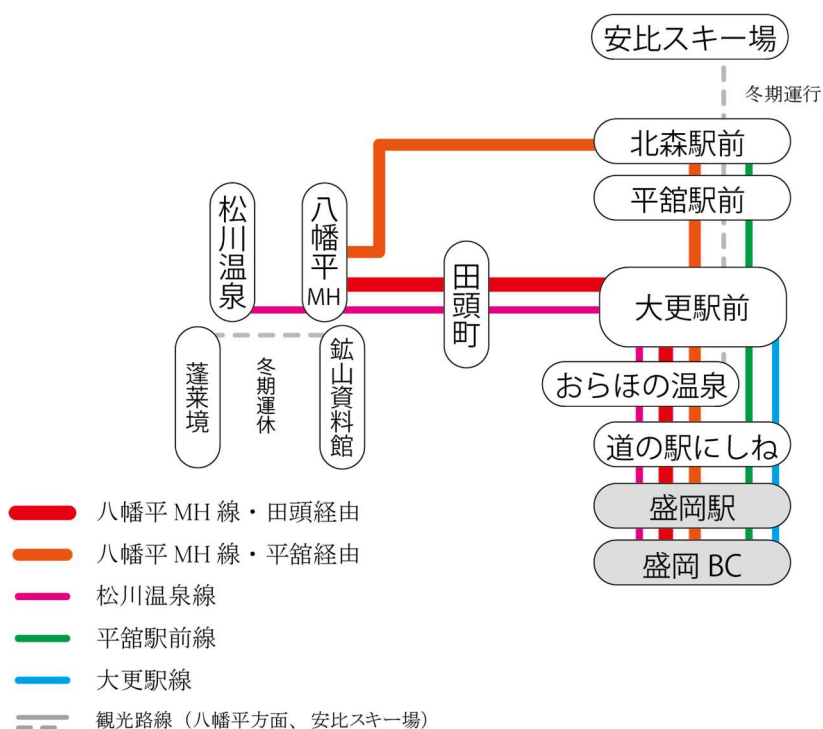 安比スキー場
冬期運行
北森駅前
平舘駅前
松川温泉
八幡平MH
田頭町
大更駅前
蓬莱境
冬期運休
鉱山資料館
おらほの温泉
道の駅にしね
盛岡駅
盛岡 BC
八幡平 MH 線・田頭経由
八幡平 MH 線・平舘経由
松川温泉線
平舘駅前線
大更駅線
観光路線（八幡平方面、安比スキー場）